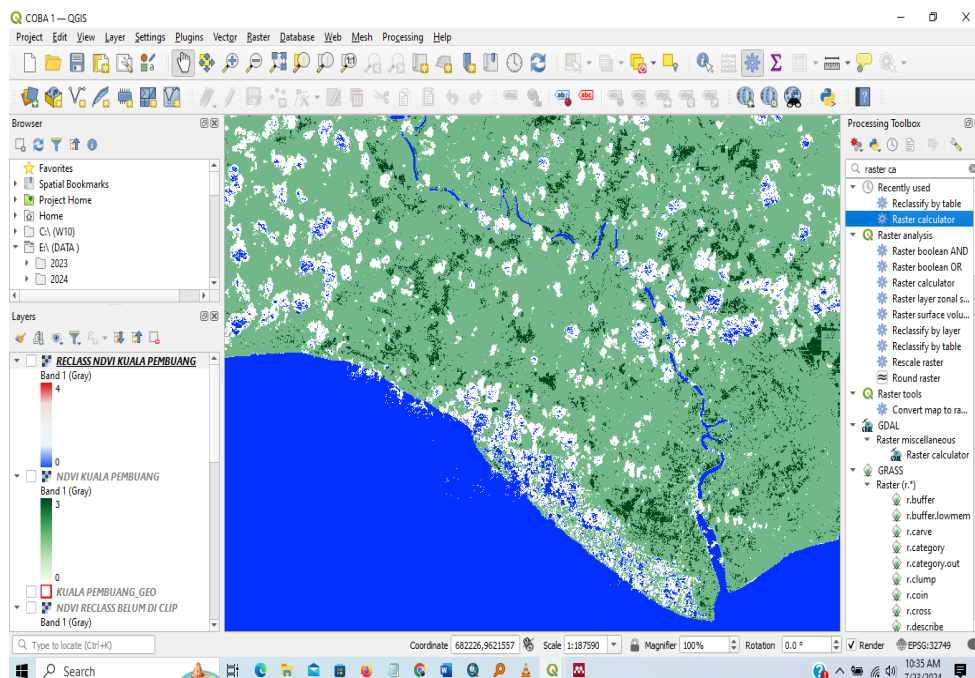 COBA 1 — QGIS
Project Edit View Layer Settings Plugins Vector Raster Database Web Mesh Processing Help
Browser
Favorites
Spatial Bookmarks
Project Home
Home
C:\ (W10)
E:\ (DATA )
2023
2024
Layers
RECLASS NDVI KUALA PEMBUANG
Band 1 (Gray)
4
0
NDVI KUALA PEMBUANG
Band 1 (Gray)
3
0
KUALA PEMBUANG_GEO
NDVI RECLASS BELUM DI CLIP
Band 1 (Gray)
Processing Toolbox
raster ca
Recently used
Reclassify by table
Raster calculator
Raster analysis
Raster boolean AND
Raster boolean OR
Raster calculator
Raster layer zonal s...
Raster surface volu...
Reclassify by layer
Reclassify by table
Rescale raster
Round raster
Raster tools
Convert map to ra...
GDAL
Raster miscellaneous
Raster calculator
GRASS
Raster (r.*)
r.buffer
r.buffer.lowmem
r.carve
r.category
r.category.out
r.clump
r.coin
r.cross
r.describe
Type to locate (Ctrl+K)
Coordinate 682226,9621557 Scale 1:187590 Magnifier 100% Rotation 0.0 ° Render EPSG:32749
Search
10:35 AM
7/23/2024